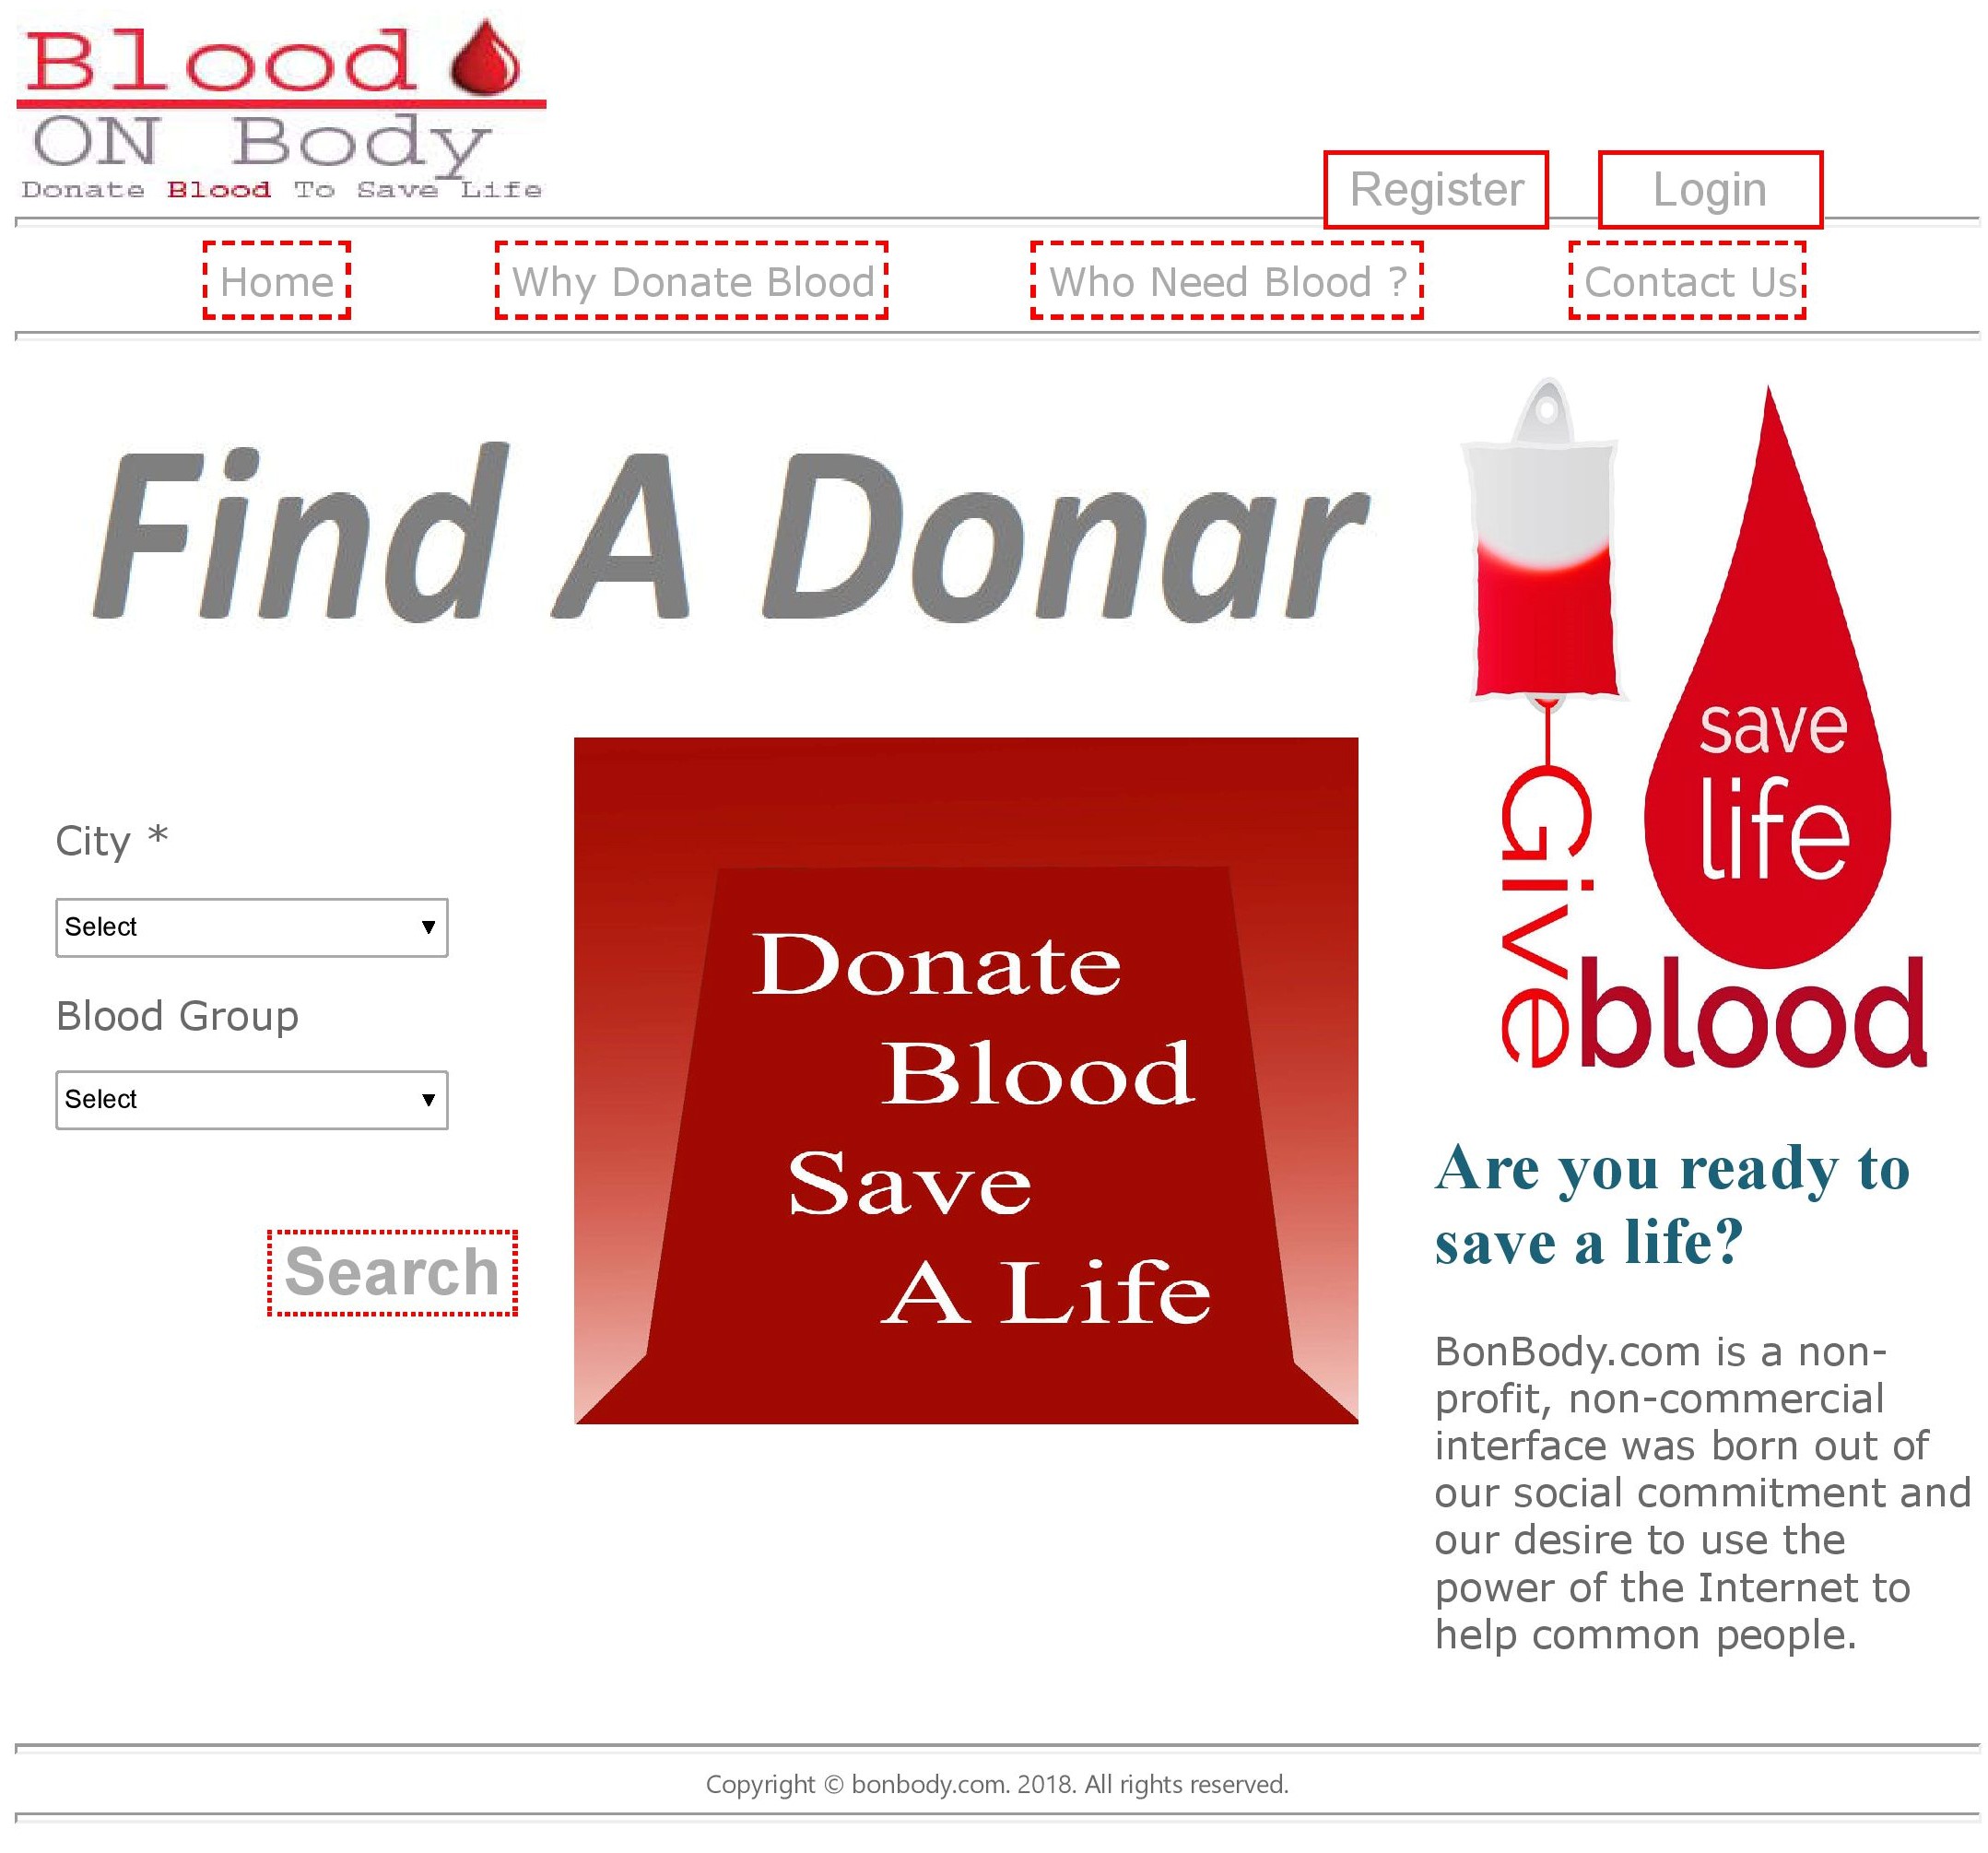 Blood
ON Body
Donate Blood To Save Life
Register
Login
Home
Why Donate Blood
Who Need Blood ?
Contact Us
Find A Donar
City *
Select
Blood Group
Select
Search
Donate
Blood
Save
A Life
save
life
Give
blood
Are you ready to
save a life?
BonBody.com is a non-
profit, non-commercial
interface was born out of
our social commitment and
our desire to use the
power of the Internet to
help common people.
Copyright © bonbody.com. 2018. All rights reserved.